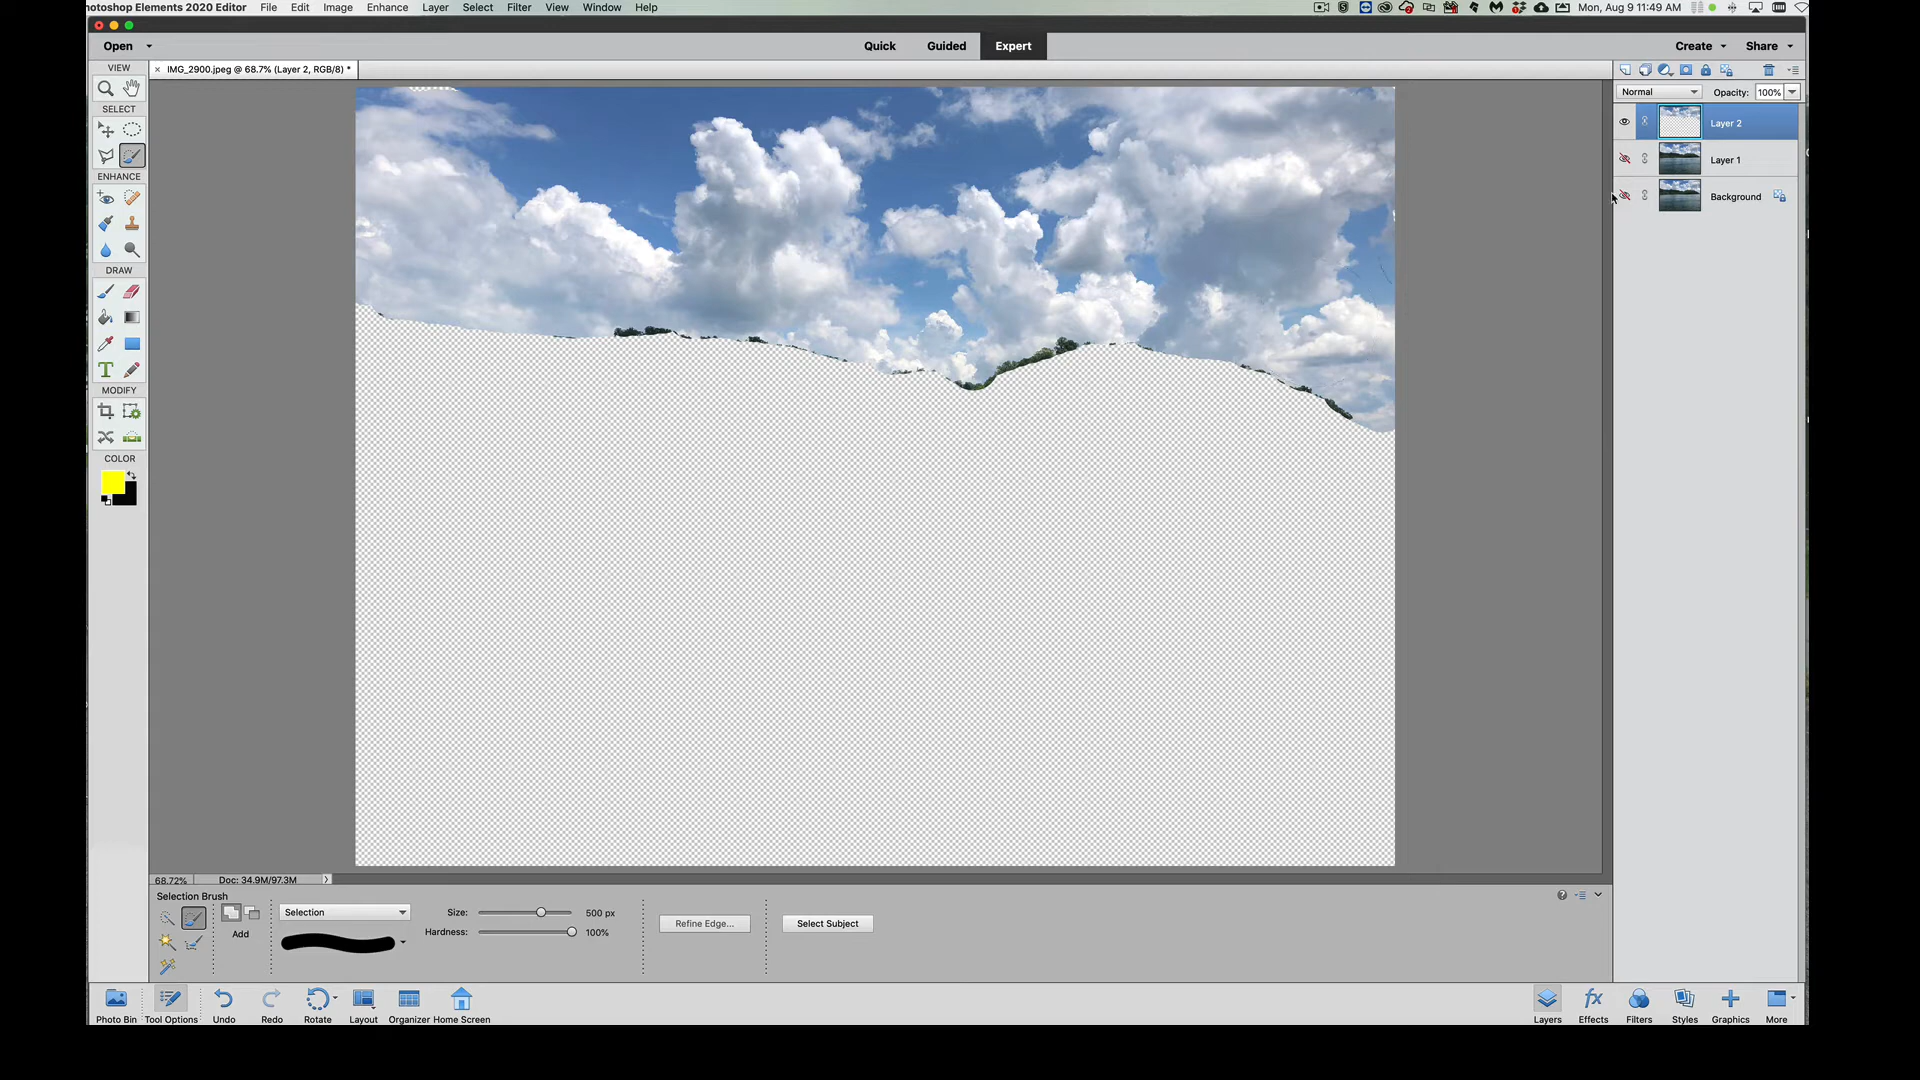 hotoshop Elements 2020 Editor File Edit Image Enhance Layer Select Filter View Window Help Mon, Aug 9 11:49 AM
Open Quick Guided Expert Create Share
VIEW × IMG_2900.jpeg @ 68.7% (Layer 2, RGB/8) *
Normal Opacity: 100%
SELECT
Layer 2
Layer 1
ENHANCE
Background
DRAW
T
MODIFY
COLOR
68.72% Doc: 34.9M/97.3M
Selection Brush
Selection Size: 500 px
Refine Edge... Select Subject
Add Hardness: 100%
fx
Photo Bin Tool Options Undo Redo Rotate Layout Organizer Home Screen Layers Effects Filters Styles Graphics More